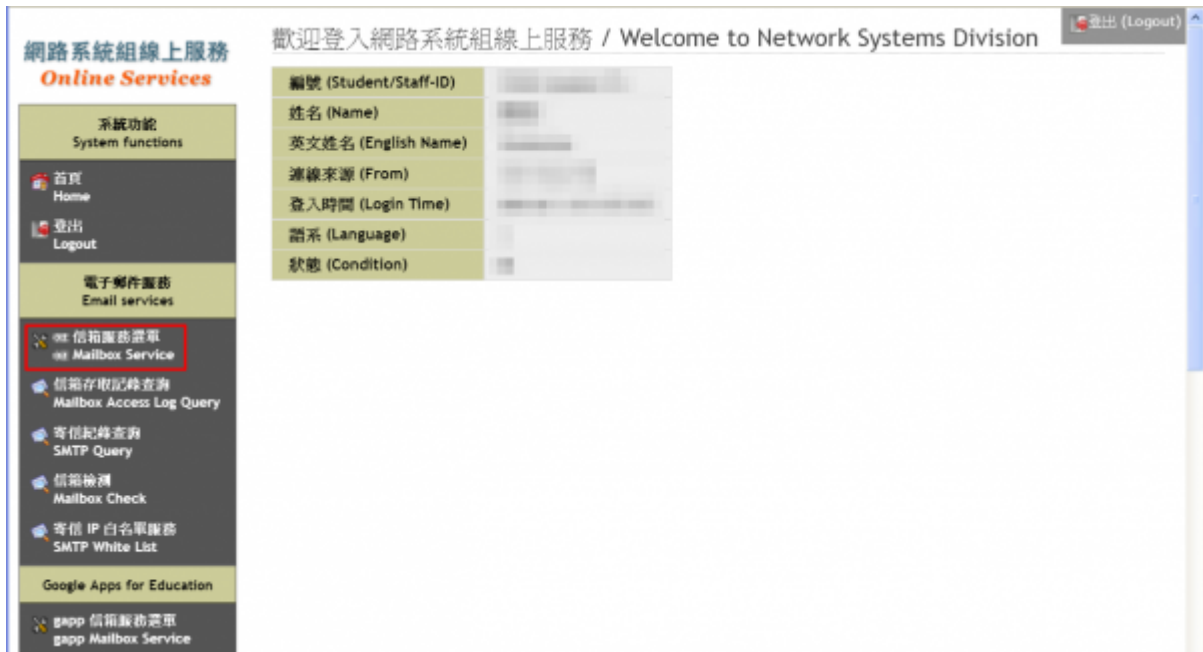 網路系統組線上服務
Online Services
系統功能
System functions
首頁
Home
登出
Logout
電子郵件服務
Email services
信箱服務選單
Mailbox Service
信箱存取記錄查詢
Mailbox Access Log Query
寄信記錄查詢
SMTP Query
信箱檢測
Mailbox Check
寄信 IP 白名單服務
SMTP White List
Google Apps for Education
gapp 信箱服務選單
gapp Mailbox Service
登出 (Logout)
歡迎登入網路系統組線上服務 / Welcome to Network Systems Division
編號 (Student/Staff-ID)
姓名 (Name)
英文姓名 (English Name)
連線來源 (From)
登入時間 (Login Time)
語系 (Language)
狀態 (Condition)